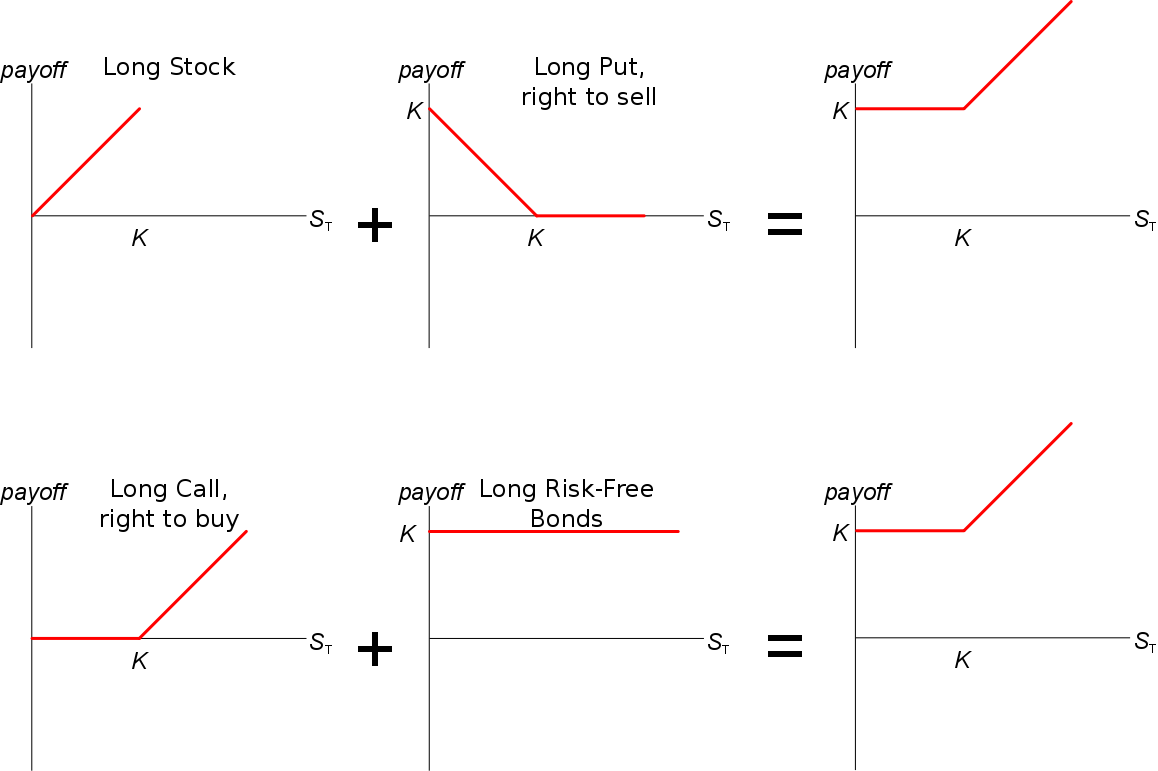 payoff
Long Stock
K
S_T
+
payoff
Long Put,
right to sell
K
K
S_T
=
payoff
K
K
S_T
payoff
Long Call,
right to buy
K
S_T
+
payoff
Long Risk-Free
Bonds
K
S_T
=
payoff
K
K
S_T